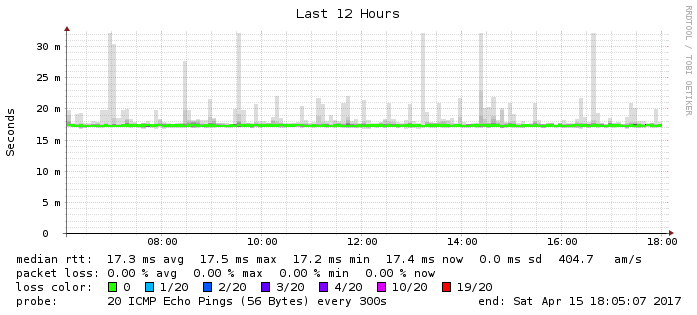 Last 12 Hours
RRDTOOL / TOBI OETIKER
Seconds
30 m
25 m
20 m
15 m
10 m
5 m
0
08:00 10:00 12:00 14:00 16:00 18:00
median rtt: 17.3 ms avg 17.5 ms max 17.2 ms min 17.4 ms now 0.0 ms sd 404.7 am/s
packet loss: 0.00 % avg 0.00 % max 0.00 % min 0.00 % now
loss color: 0 1/20 2/20 3/20 4/20 10/20 19/20
probe: 20 ICMP Echo Pings (56 Bytes) every 300s end: Sat Apr 15 18:05:07 2017